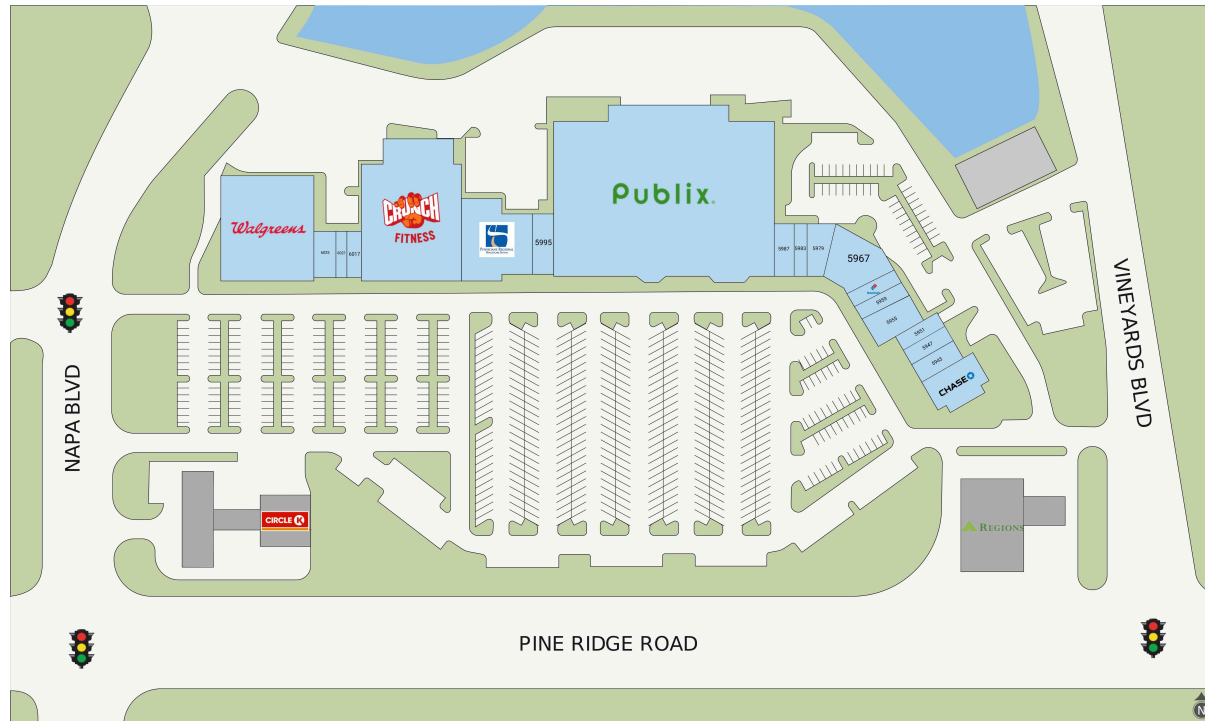 Publix.
CRUNCH
FITNESS
Walgreens
5995
6017
5987
5983
5979
5967
5959
5955
5951
5947
5943
CHASE
VINEYARDS BLVD
NAPA BLVD
CIRCLE K
REGIONS
PINE RIDGE ROAD
N